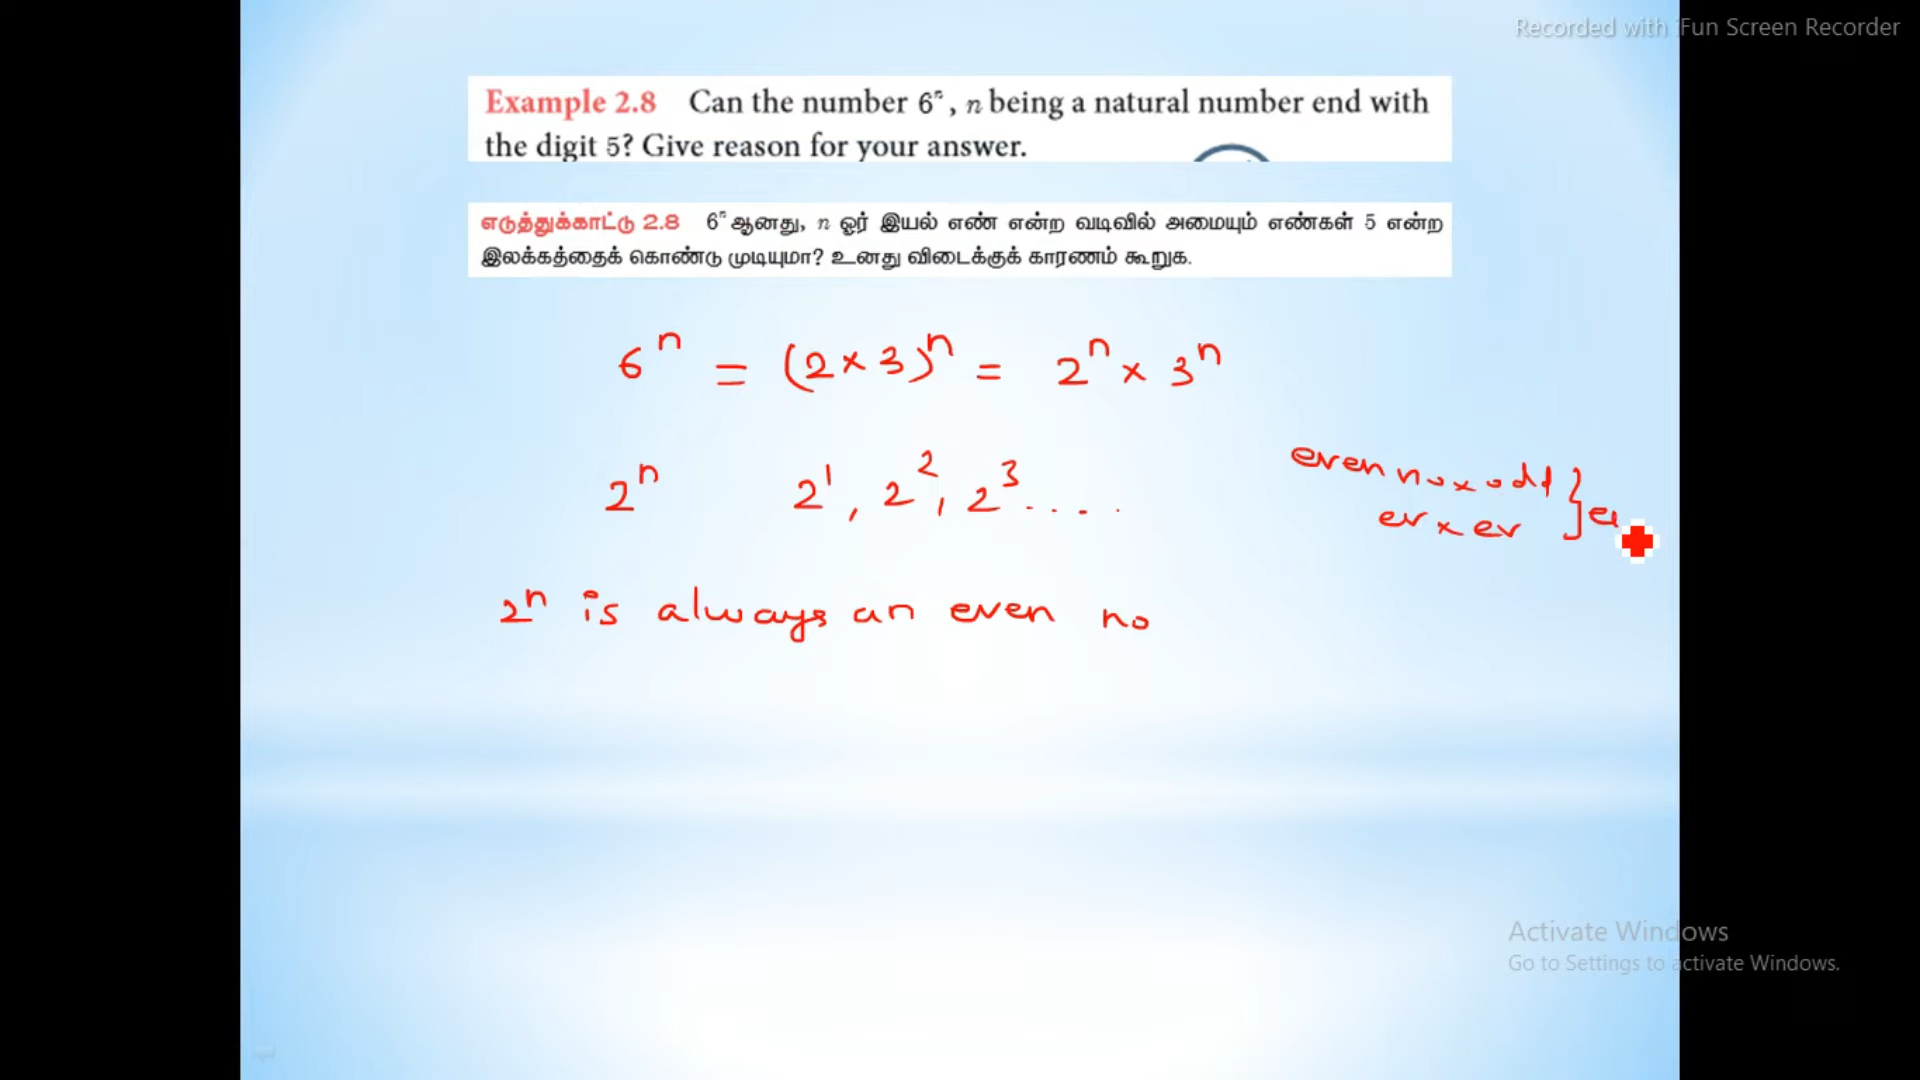 Recorded with iFun Screen Recorder
Example 2.8 Can the number 6ⁿ, n being a natural number end with
the digit 5? Give reason for your answer.
எடுத்துக்காட்டு 2.8 6ⁿ ஆனது, n ஓர் இயல் எண் என்ற வடிவில் அமையும் எண்கள் 5 என்ற
இலக்கத்தைக் கொண்டு முடியுமா? உனது விடைக்குக் காரணம் கூறுக.
6ⁿ = (2 × 3)ⁿ = 2ⁿ × 3ⁿ
2ⁿ 2¹, 2², 2³ ....
even no x odd } e
ev x ev
2ⁿ is always an even no
Activate Windows
Go to Settings to activate Windows.